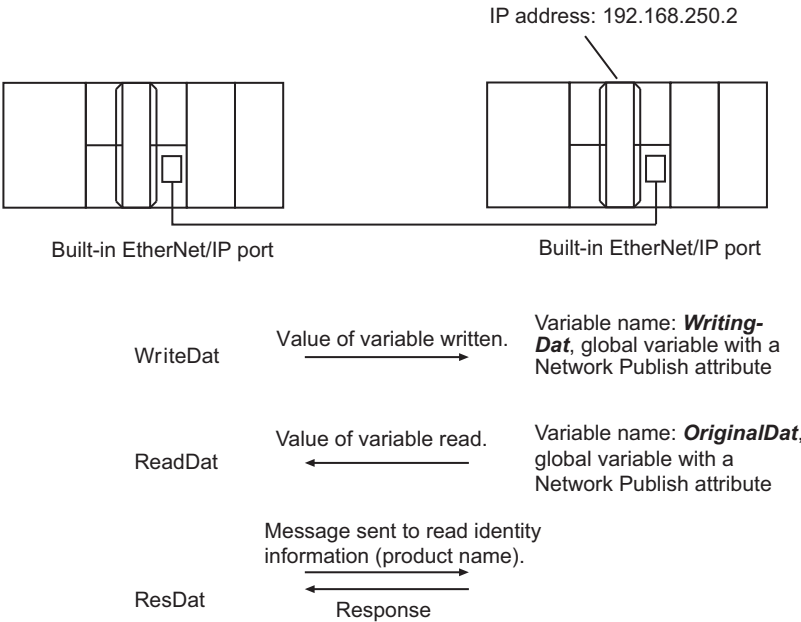 IP address: 192.168.250.2
Built-in EtherNet/IP port
Built-in EtherNet/IP port
WriteDat
Value of variable written.
Variable name: Writing-
Dat, global variable with a
Network Publish attribute
ReadDat
Value of variable read.
Variable name: OriginalDat,
global variable with a
Network Publish attribute
Message sent to read identity
information (product name).
ResDat
Response